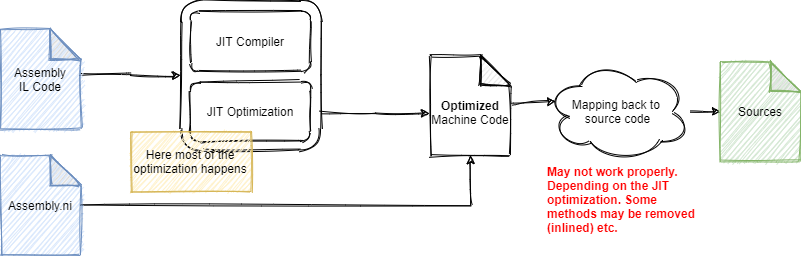 JIT Compiler
Assembly
IL Code
JIT Optimization
Optimized
Machine Code
Mapping back to
source code
Sources
Here most of the
optimization happens
May not work properly.
Depending on the JIT
optimization. Some
methods may be removed
(inlined) etc.
Assembly.ni